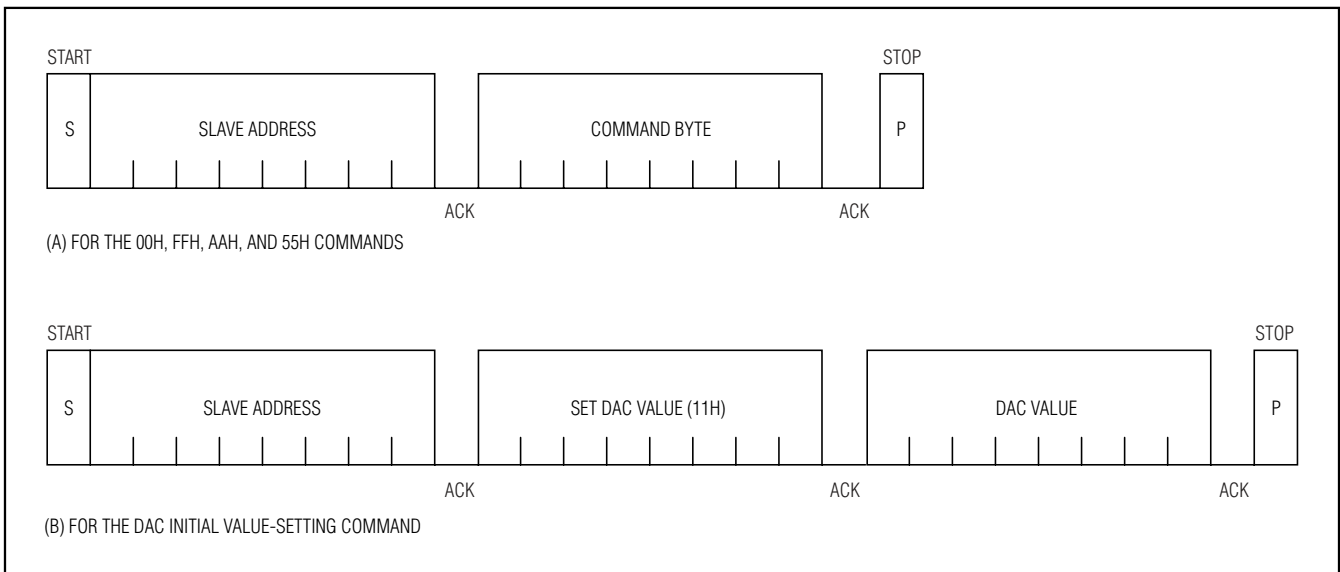 START STOP
S SLAVE ADDRESS COMMAND BYTE P
ACK ACK
(A) FOR THE 00H, FFH, AAH, AND 55H COMMANDS
START STOP
S SLAVE ADDRESS SET DAC VALUE (11H) DAC VALUE P
ACK ACK ACK
(B) FOR THE DAC INITIAL VALUE-SETTING COMMAND